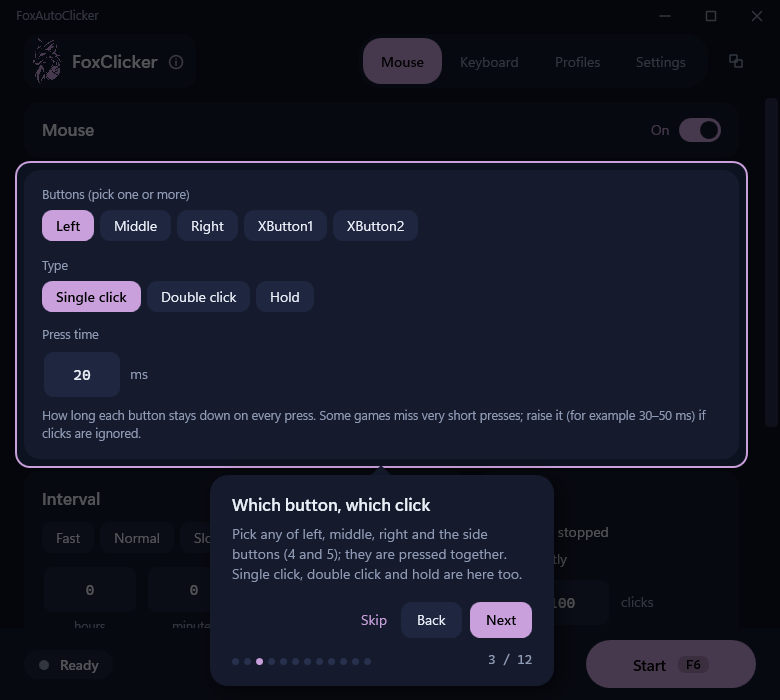 FoxAutoClicker
FoxClicker
Mouse
Keyboard
Profiles
Settings
Mouse
On
Buttons (pick one or more)
Left
Middle
Right
XButton1
XButton2
Type
Single click
Double click
Hold
Press time
20 ms
How long each button stays down on every press. Some games miss very short presses; raise it (for example 30–50 ms) if
clicks are ignored.
Interval
Fast
Normal
stopped
0
0
100 clicks
hours
Which button, which click
Pick any of left, middle, right and the side
buttons (4 and 5); they are pressed together.
Single click, double click and hold are here too.
Skip
Back
Next
3 / 12
Ready
Start F6